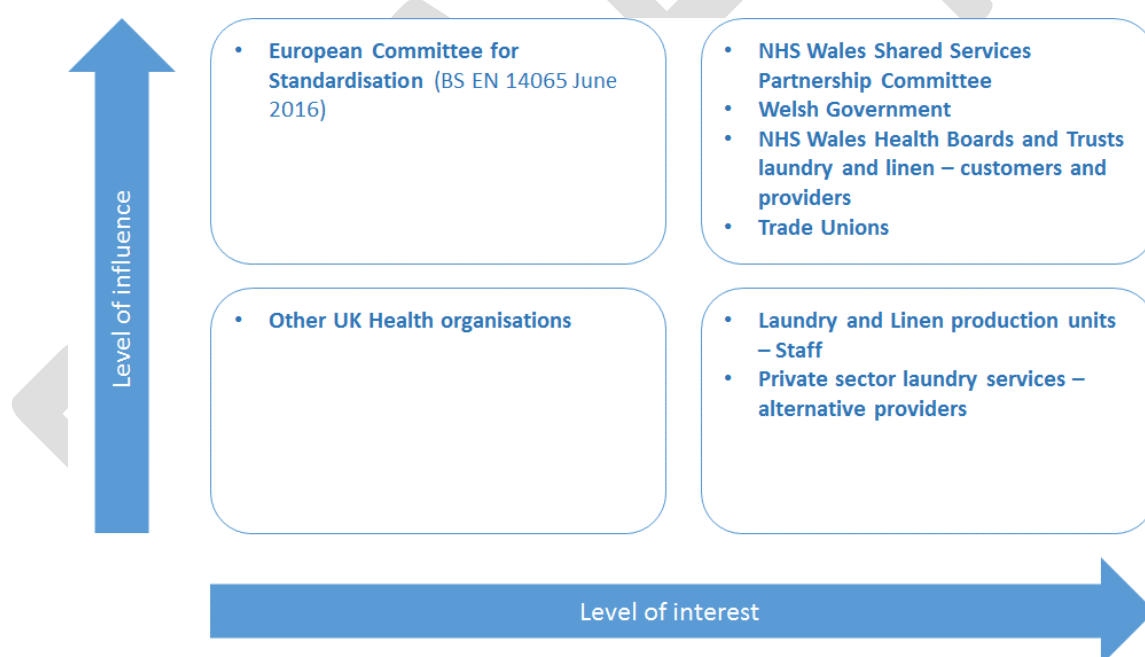 • European Committee for
Standardisation (BS EN 14065 June
2016)
• NHS Wales Shared Services
Partnership Committee
• Welsh Government
• NHS Wales Health Boards and Trusts
laundry and linen – customers and
providers
• Trade Unions
Level of influence
• Other UK Health organisations
• Laundry and Linen production units
– Staff
• Private sector laundry services –
alternative providers
Level of interest